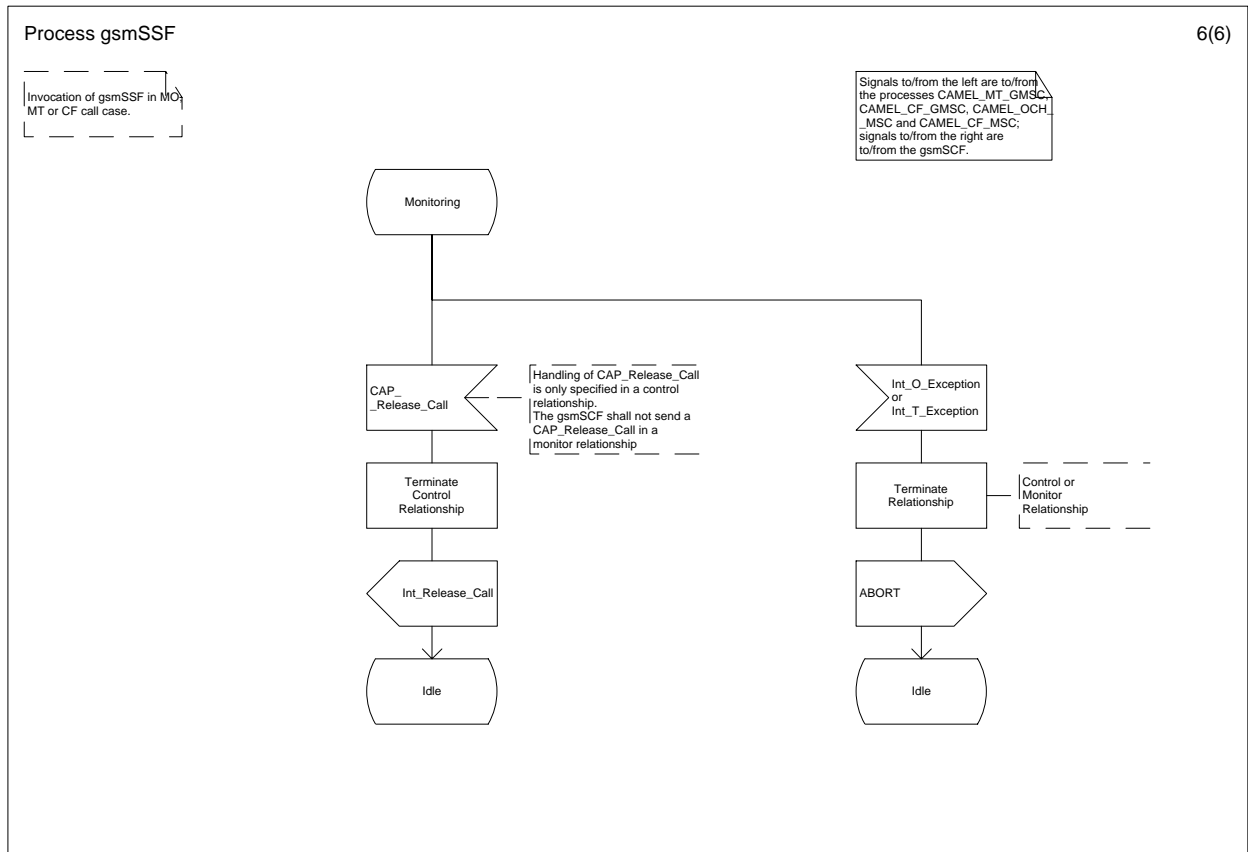 Process gsmSSF
6(6)
Invocation of gsmSSF in MO,
MT or CF call case.
Signals to/from the left are to/from
the processes CAMEL_MT_GMSC,
CAMEL_CF_GMSC, CAMEL_OCH_
_MSC and CAMEL_CF_MSC;
signals to/from the right are
to/from the gsmSCF.
Monitoring
CAP_
_Release_Call
Handling of CAP_Release_Call
is only specified in a control
relationship.
The gsmSCF shall not send a
CAP_Release_Call in a
monitor relationship
Int_O_Exception
or
Int_T_Exception
Terminate
Control
Relationship
Terminate
Relationship
Control or
Monitor
Relationship
Int_Release_Call
ABORT
Idle
Idle